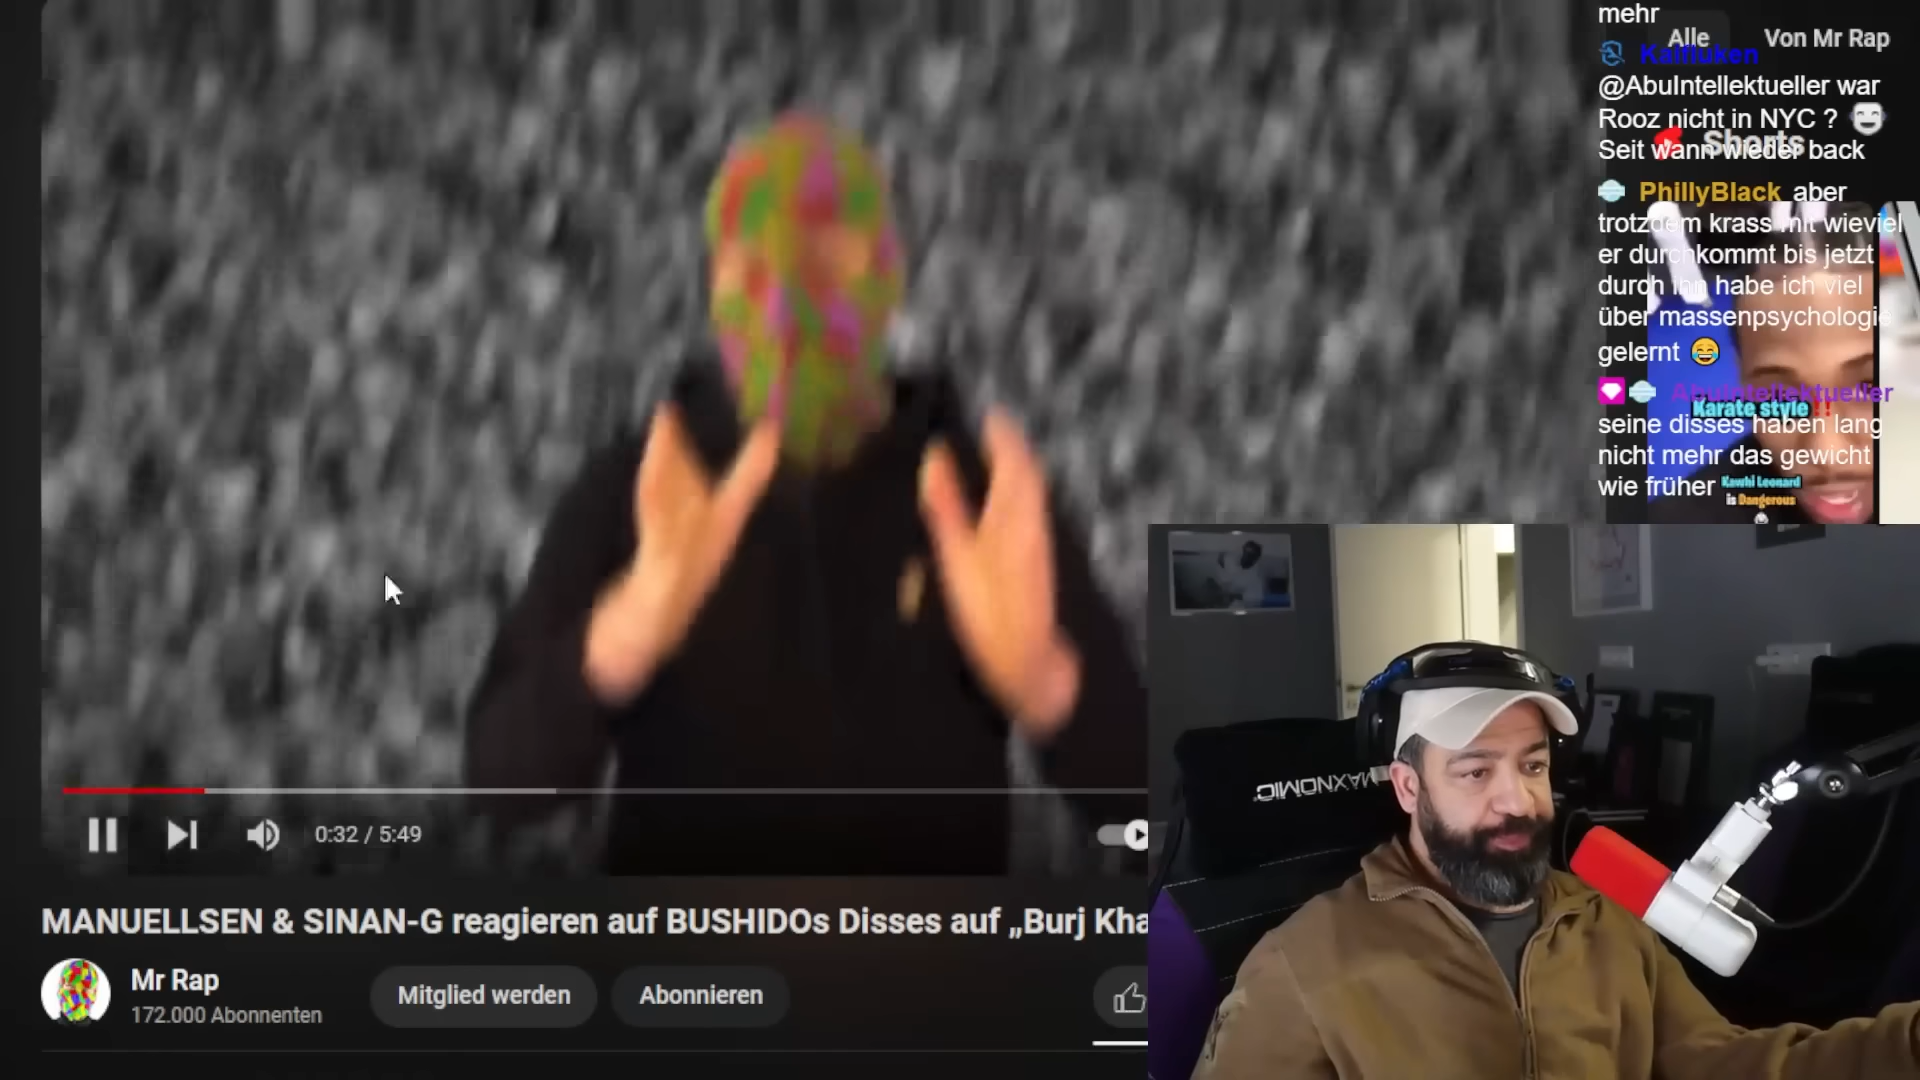 mehr
Alle
Von Mr Rap
Kalfluken
@AbuIntellektueller war
Rooz nicht in NYC ?
Shorts
Seit wann wieder back
PhillyBlack aber
trotzdem krass mit wieviel
er durchkommt bis jetzt
durch ihn habe ich viel
über massenpsychologie
gelernt
AbuIntellektueller
Karate style !!
seine disses haben lang
nicht mehr das gewicht
wie früher
Kawhi Leonard
is Dangerous
MAXNOMIC
0:32 / 5:49
MANUELLSEN & SINAN-G reagieren auf BUSHIDOs Disses auf „Burj Kha
Mr Rap
172.000 Abonnenten
Mitglied werden
Abonnieren